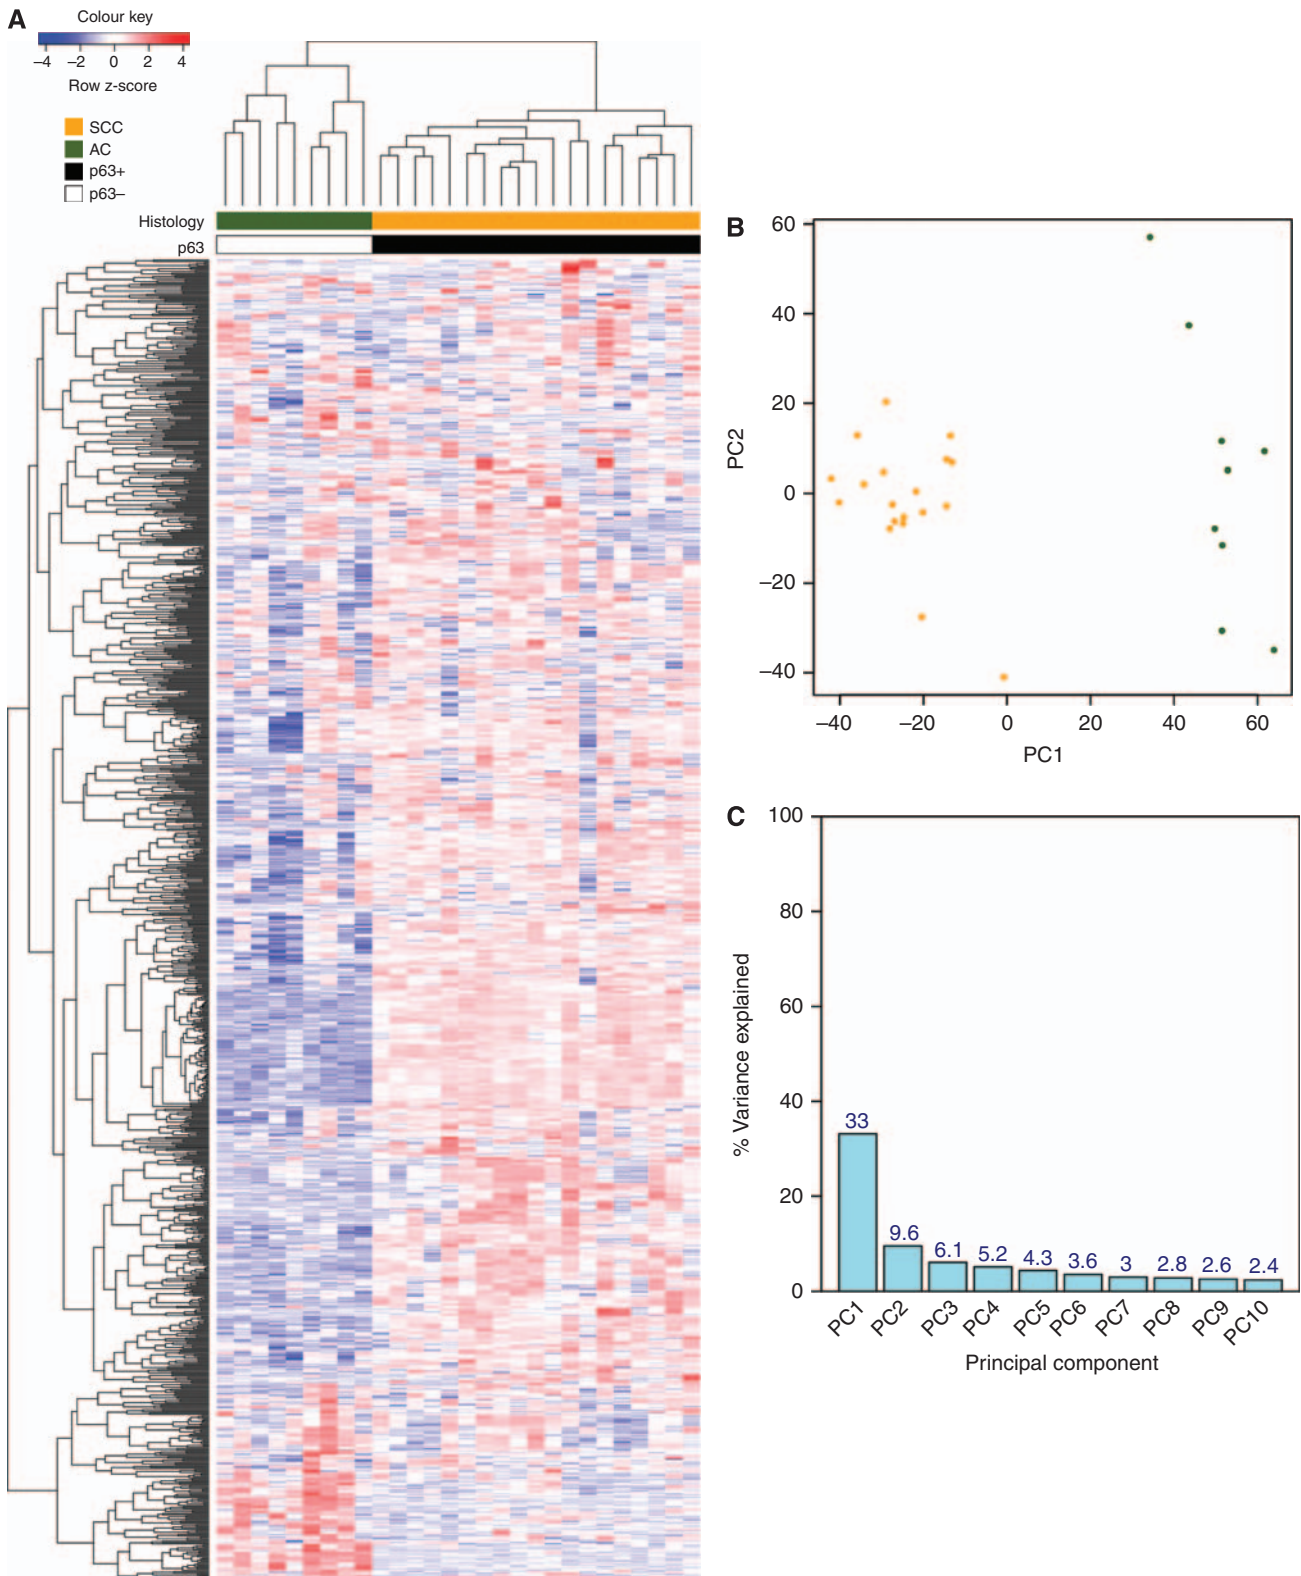 A
Colour key
−4 −2 0 2 4
Row z-score
SCC
AC
p63+
p63−
Histology
p63
B
60
40
20
0
−20
−40
PC2
−40 −20 0 20 40 60
PC1
C
100
80
60
40
20
0
% Variance explained
33
9.6
6.1
5.2
4.3
3.6
3
2.8
2.6
2.4
PC1 PC2 PC3 PC4 PC5 PC6 PC7 PC8 PC9 PC10
Principal component